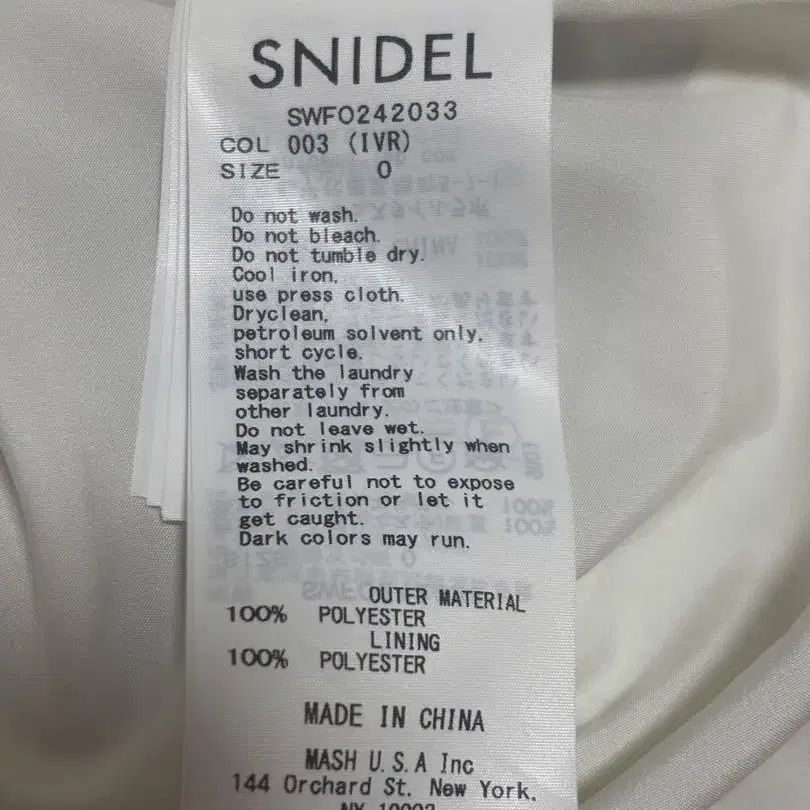 SNIDEL
SWFO242033
COL 003 (IVR)
SIZE 0
Do not wash.
Do not bleach.
Do not tumble dry.
Cool iron,
use press cloth.
Dryclean,
petroleum solvent only,
short cycle.
Wash the laundry
separately from
other laundry.
Do not leave wet.
May shrink slightly when
washed.
Be careful not to expose
to friction or let it
get caught.
Dark colors may run.
OUTER MATERIAL
100% POLYESTER
LINING
100% POLYESTER
MADE IN CHINA
MASH U.S.A Inc
144 Orchard St. New York.
NY